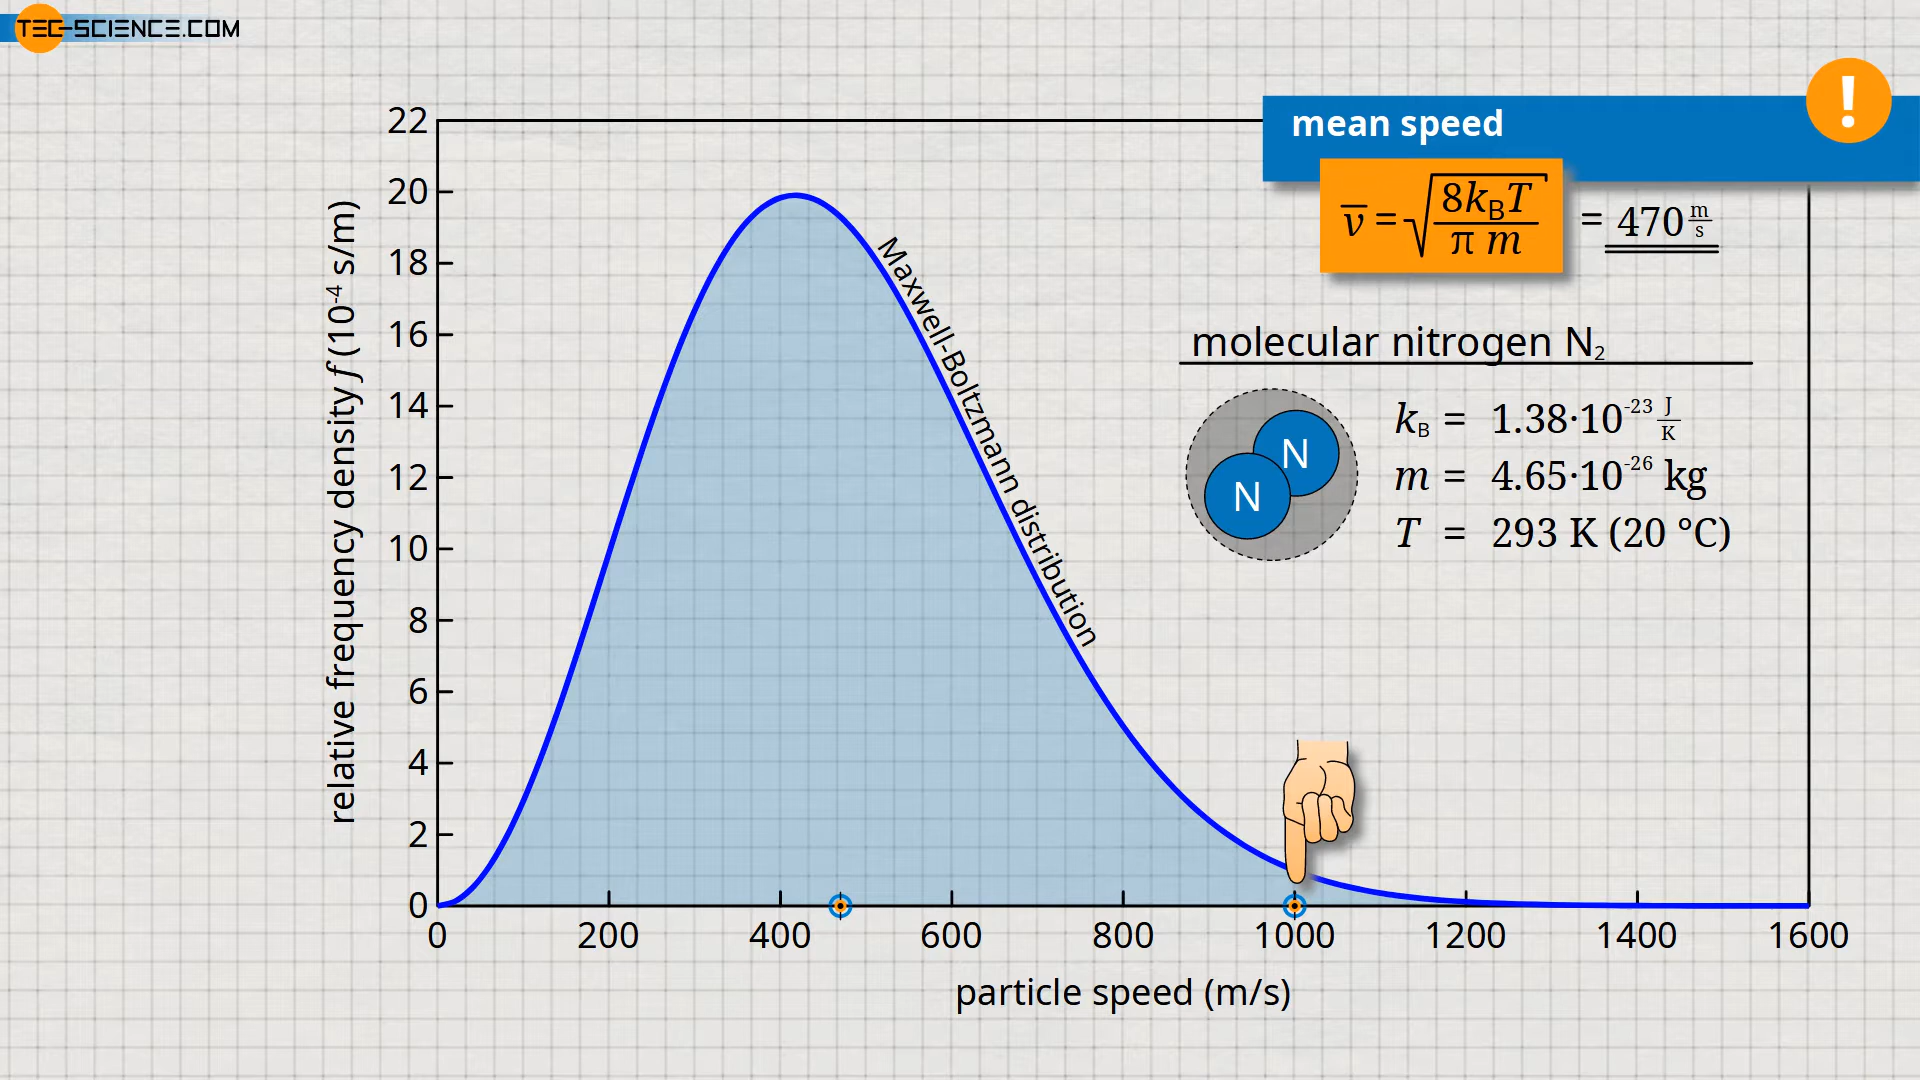 TEC-SCIENCE.COM
mean speed
!
v̅ = √(8k_BT / π m) = 470 m/s
molecular nitrogen N₂
N
N
k_B = 1.38·10⁻²³ J/K
m = 4.65·10⁻²⁶ kg
T = 293 K (20 °C)
Maxwell-Boltzmann distribution
relative frequency density f (10⁻⁴ s/m)
22
20
18
16
14
12
10
8
6
4
2
0
0 200 400 600 800 1000 1200 1400 1600
particle speed (m/s)